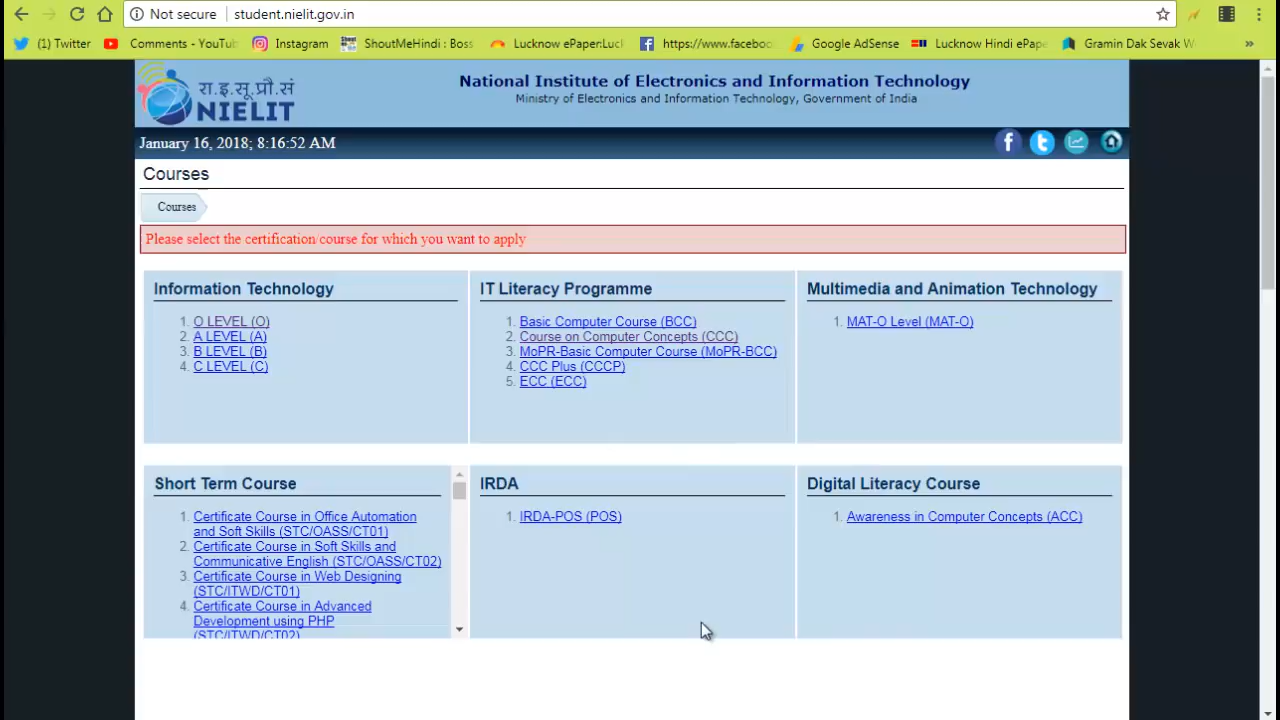 Not secure
student.nielit.gov.in
(1) Twitter
Comments - YouTub
Instagram
ShoutMeHindi : Boss
Lucknow ePaper:Luck
https://www.faceboo
Google AdSense
Lucknow Hindi ePape
Gramin Dak Sevak
»
रा.इ.सू.प्रौ.सं
NIELIT
National Institute of Electronics and Information Technology
Ministry of Electronics and Information Technology, Government of India
January 16, 2018; 8:16:52 AM
Courses
Courses
Please select the certification/course for which you want to apply
Information Technology
1. O LEVEL (O)
2. A LEVEL (A)
3. B LEVEL (B)
4. C LEVEL (C)
IT Literacy Programme
1. Basic Computer Course (BCC)
2. Course on Computer Concepts (CCC)
3. MoPR-Basic Computer Course (MoPR-BCC)
4. CCC Plus (CCCP)
5. ECC (ECC)
Multimedia and Animation Technology
1. MAT-O Level (MAT-O)
Short Term Course
1. Certificate Course in Office Automation
and Soft Skills (STC/OASS/CT01)
2. Certificate Course in Soft Skills and
Communicative English (STC/OASS/CT02)
3. Certificate Course in Web Designing
(STC/ITWD/CT01)
4. Certificate Course in Advanced
Development using PHP
(STC/ITWD/CT02)
IRDA
1. IRDA-POS (POS)
Digital Literacy Course
1. Awareness in Computer Concepts (ACC)